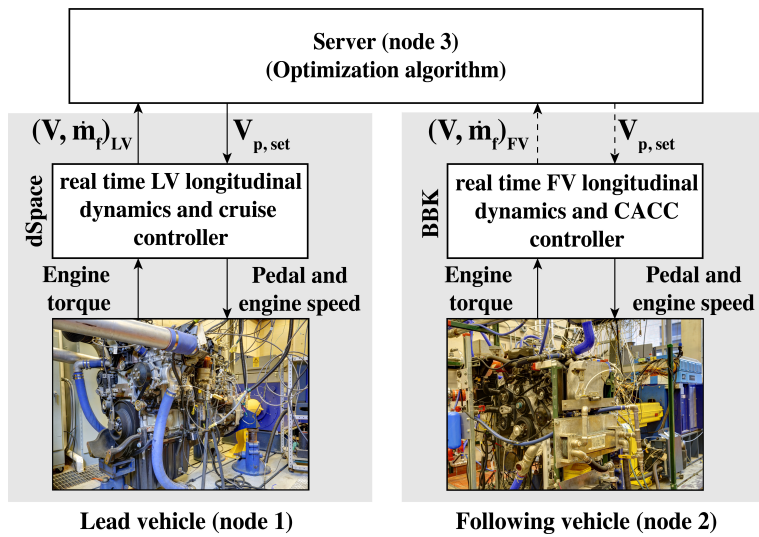 Server (node 3)
(Optimization algorithm)
(V, ṁf)LV
Vp, set
(V, ṁf)FV
Vp, set
dSpace
real time LV longitudinal
dynamics and cruise
controller
BBK
real time FV longitudinal
dynamics and CACC
controller
Engine
torque
Pedal and
engine speed
Engine
torque
Pedal and
engine speed
Lead vehicle (node 1)
Following vehicle (node 2)